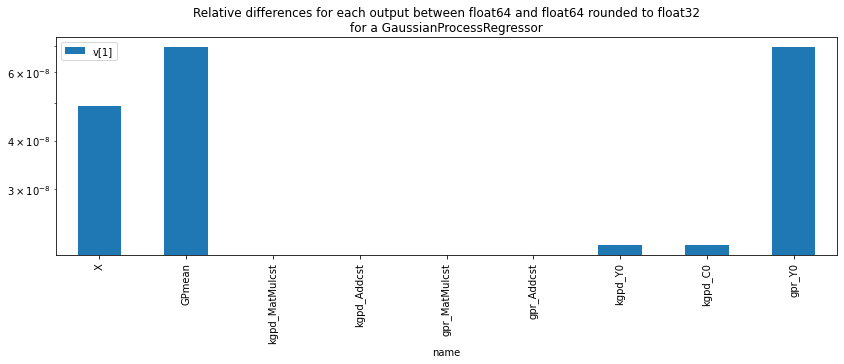 Relative differences for each output between float64 and float64 rounded to float32
for a GaussianProcessRegressor
v[1]
6 × 10⁻⁸
4 × 10⁻⁸
3 × 10⁻⁸
X
GPmean
kgpd_MatMulcst
kgpd_Addcst
gpr_MatMulcst
gpr_Addcst
kgpd_Y0
kgpd_C0
gpr_Y0
name